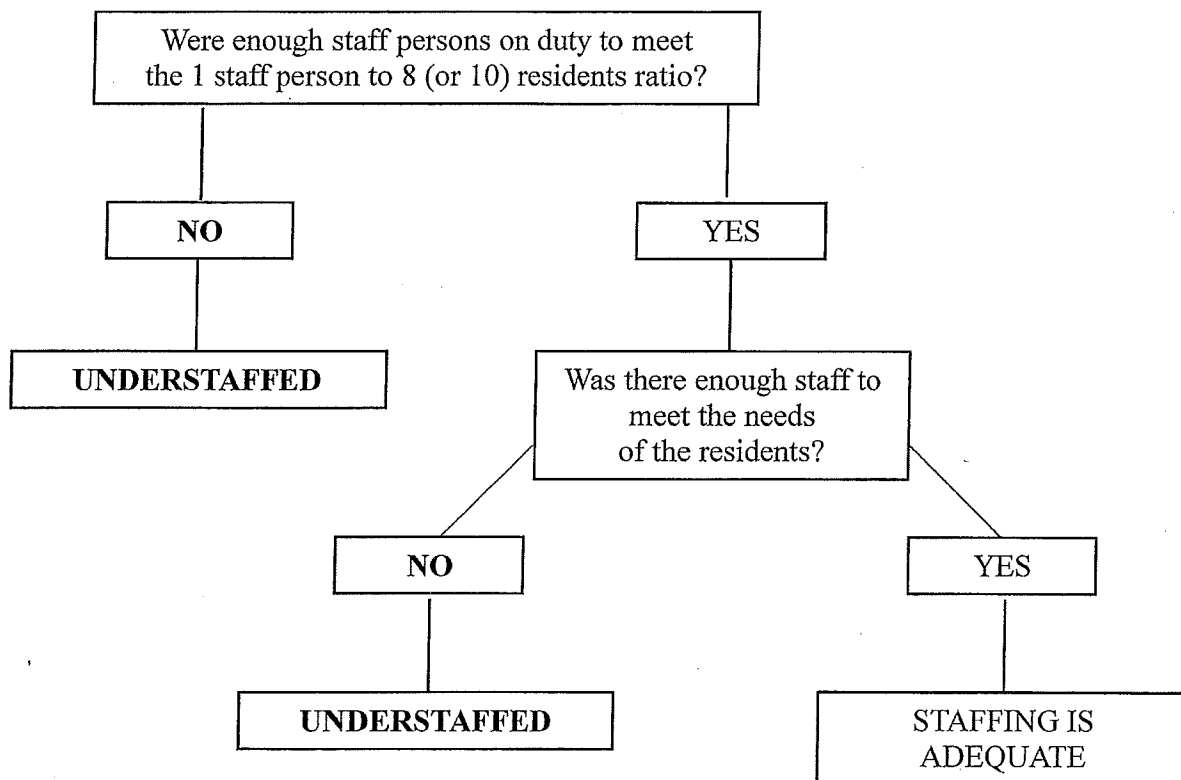 Were enough staff persons on duty to meet
the 1 staff person to 8 (or 10) residents ratio?
NO
YES
UNDERSTAFFED
Was there enough staff to
meet the needs
of the residents?
NO
YES
UNDERSTAFFED
STAFFING IS
ADEQUATE